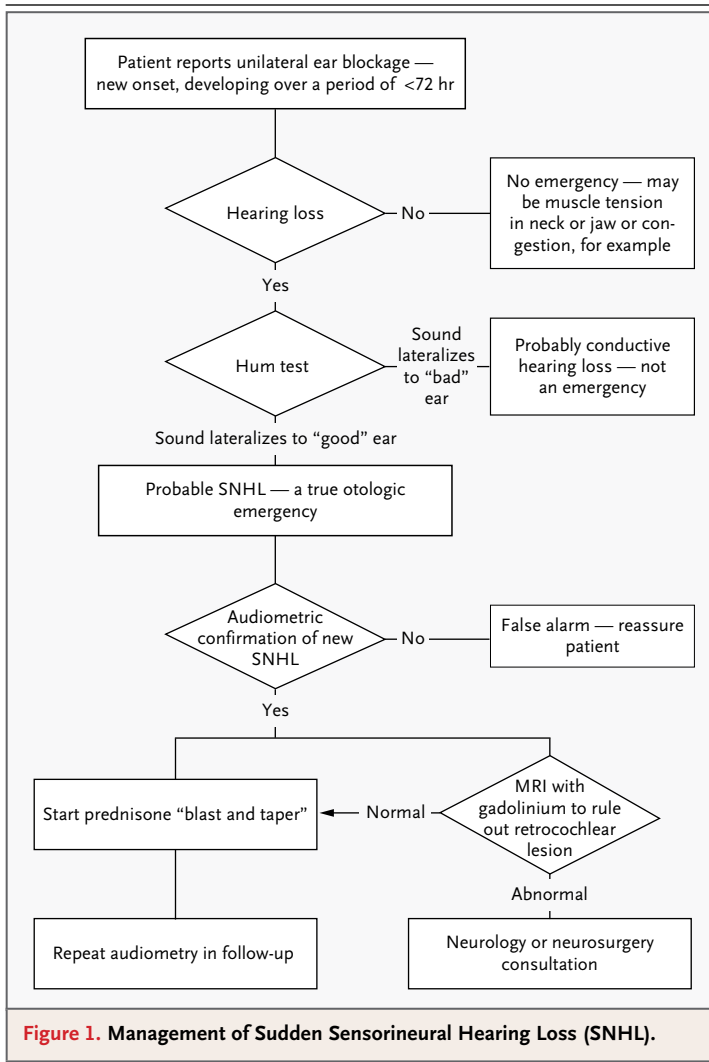 Patient reports unilateral ear blockage —
new onset, developing over a period of <72 hr
Hearing loss
No
No emergency — may
be muscle tension
in neck or jaw or con-
gestion, for example
Yes
Hum test
Sound
lateralizes
to “bad”
ear
Probably conductive
hearing loss — not
an emergency
Sound lateralizes to “good” ear
Probable SNHL — a true otologic
emergency
Audiometric
confirmation of new
SNHL
No
False alarm — reassure
patient
Yes
Start prednisone “blast and taper”
Normal
MRI with
gadolinium to rule
out retrocochlear
lesion
Abnormal
Repeat audiometry in follow-up
Neurology or neurosurgery
consultation
Figure 1. Management of Sudden Sensorineural Hearing Loss (SNHL).